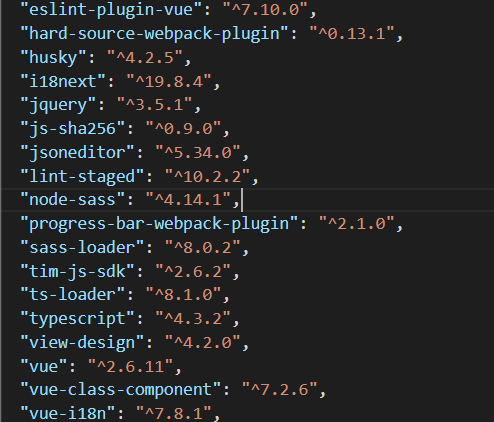 "eslint-plugin-vue": "^7.10.0",
"hard-source-webpack-plugin": "^0.13.1",
"husky": "^4.2.5",
"i18next": "^19.8.4",
"jquery": "^3.5.1",
"js-sha256": "^0.9.0",
"jsoneditor": "^5.34.0",
"lint-staged": "^10.2.2",
"node-sass": "^4.14.1",
"progress-bar-webpack-plugin": "^2.1.0",
"sass-loader": "^8.0.2",
"tim-js-sdk": "^2.6.2",
"ts-loader": "^8.1.0",
"typescript": "^4.3.2",
"view-design": "^4.2.0",
"vue": "^2.6.11",
"vue-class-component": "^7.2.6",
"vue-i18n": "^7.8.1",